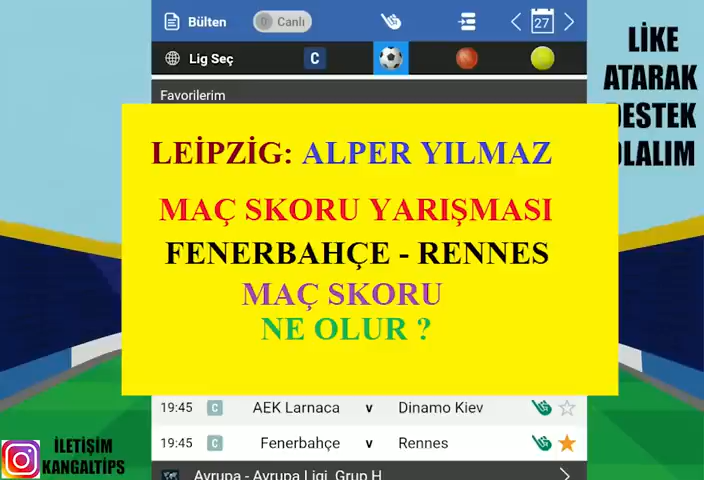 Bülten
Canlı
27
Lig Seç
C
Favorilerim
LİKE
ATARAK
DESTEK
OLALIM
LEİPZİG: ALPER YILMAZ
MAÇ SKORU YARIŞMASI
FENERBAHÇE - RENNES
MAÇ SKORU
NE OLUR ?
19:45 C AEK Larnaca v Dinamo Kiev
19:45 C Fenerbahçe v Rennes
Avrupa - Avrupa Ligi, Grup H
İLETİŞİM
KANGALTİPS